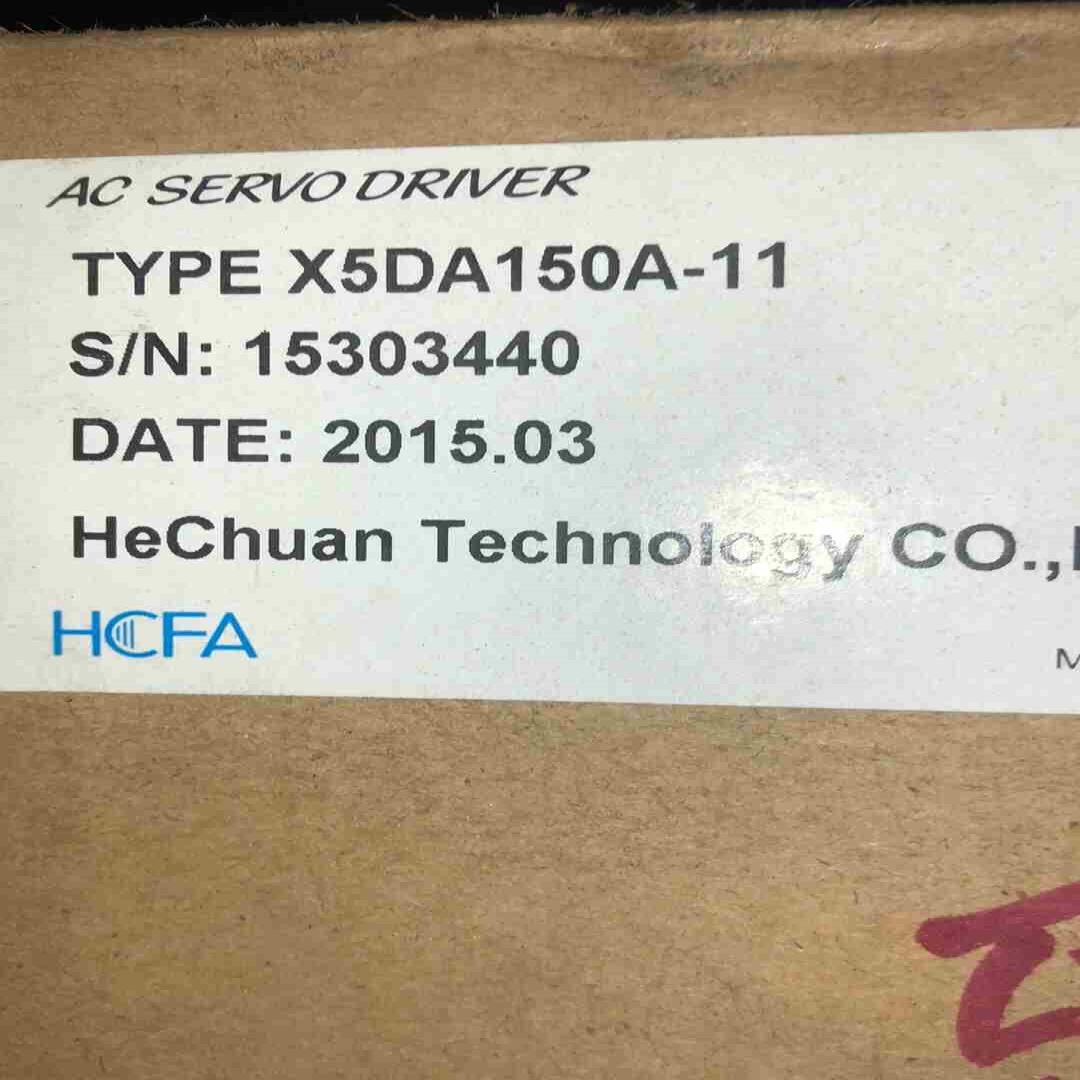 AC SERVO DRIVER
TYPE X5DA150A-11
S/N: 15303440
DATE: 2015.03
HeChuan Technology CO.,
HCFA